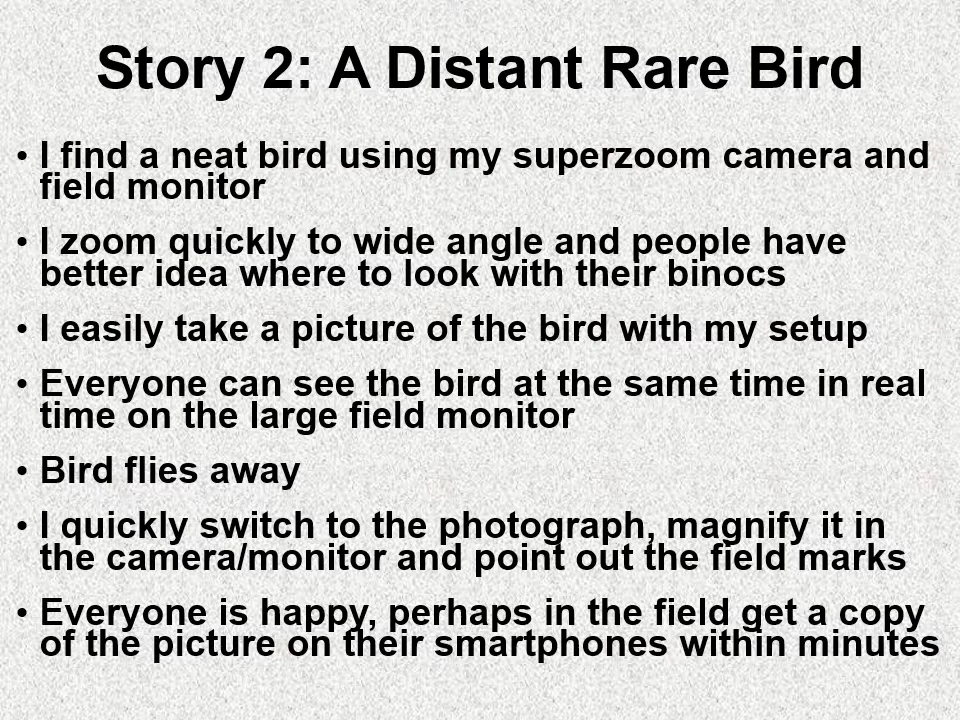 Story 2: A Distant Rare Bird
• I find a neat bird using my superzoom camera and
field monitor
• I zoom quickly to wide angle and people have
better idea where to look with their binocs
• I easily take a picture of the bird with my setup
• Everyone can see the bird at the same time in real
time on the large field monitor
• Bird flies away
• I quickly switch to the photograph, magnify it in
the camera/monitor and point out the field marks
• Everyone is happy, perhaps in the field get a copy
of the picture on their smartphones within minutes